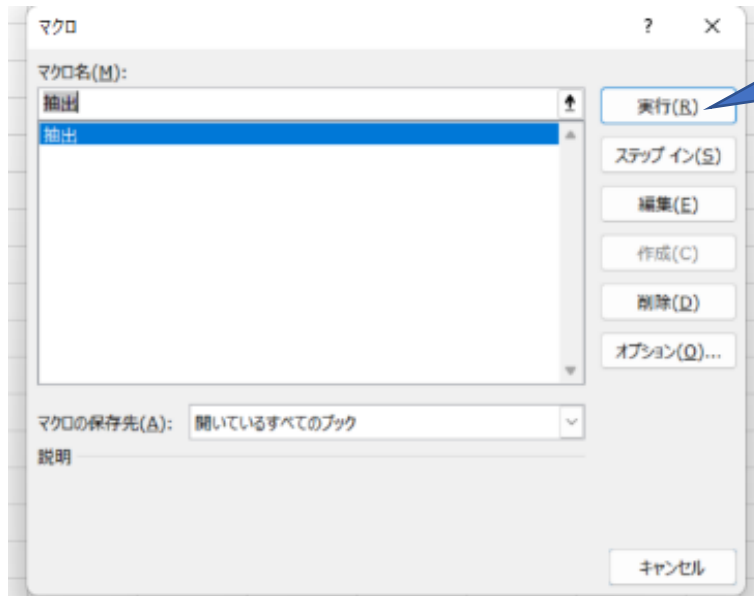 マクロ
?
マクロ名(M):
抽出
抽出
実行(R)
ステップ イン(S)
編集(E)
作成(C)
削除(D)
オプション(O)...
マクロの保存先(A):
開いているすべてのブック
説明
キャンセル